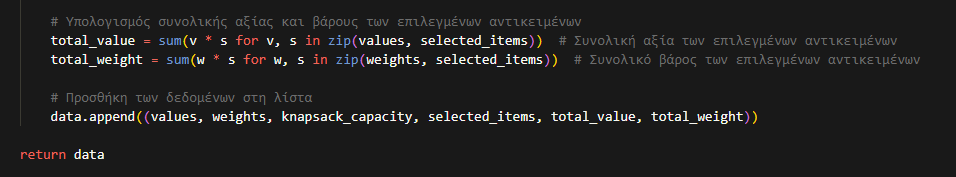 # Υπολογισμός συνολικής αξίας και βάρους των επιλεγμένων αντικειμένων
total_value = sum(v * s for v, s in zip(values, selected_items))  # Συνολική αξία των επιλεγμένων αντικειμένων
total_weight = sum(w * s for w, s in zip(weights, selected_items))  # Συνολικό βάρος των επιλεγμένων αντικειμένων
# Προσθήκη των δεδομένων στη λίστα
data.append((values, weights, knapsack_capacity, selected_items, total_value, total_weight))
return data